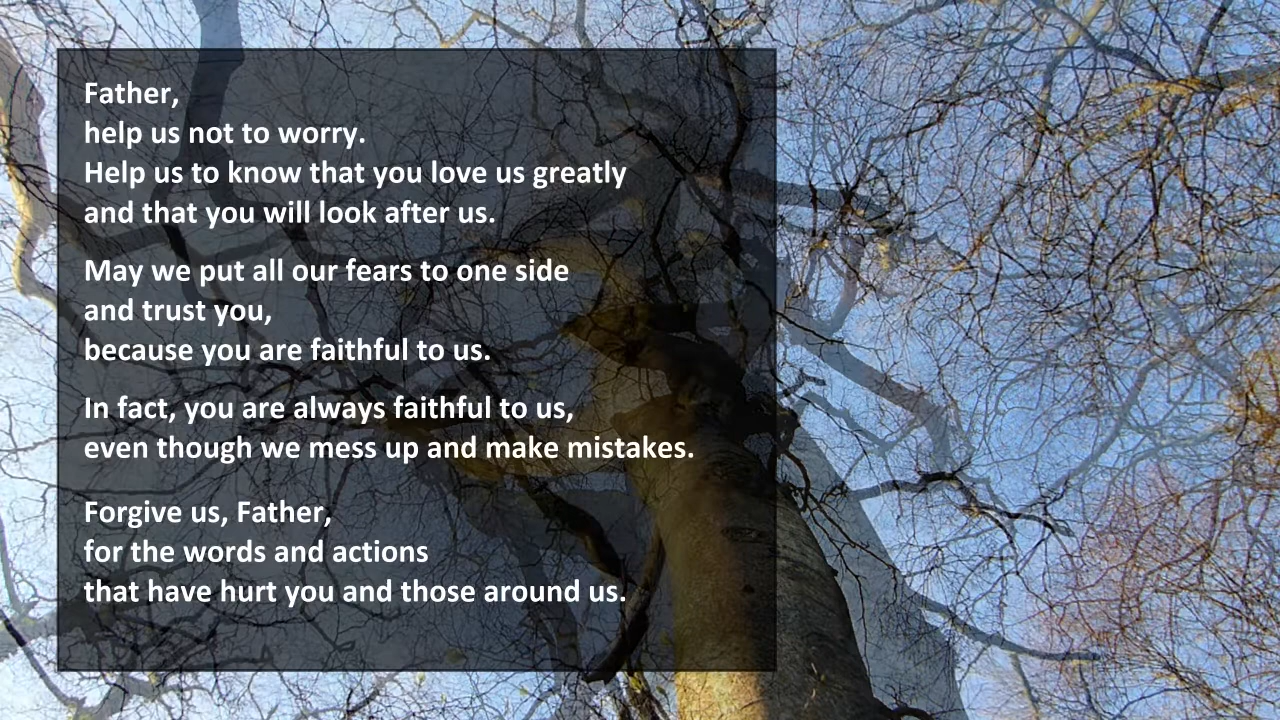 Father,
help us not to worry.
Help us to know that you love us greatly
and that you will look after us.
May we put all our fears to one side
and trust you,
because you are faithful to us.
In fact, you are always faithful to us,
even though we mess up and make mistakes.
Forgive us, Father,
for the words and actions
that have hurt you and those around us.